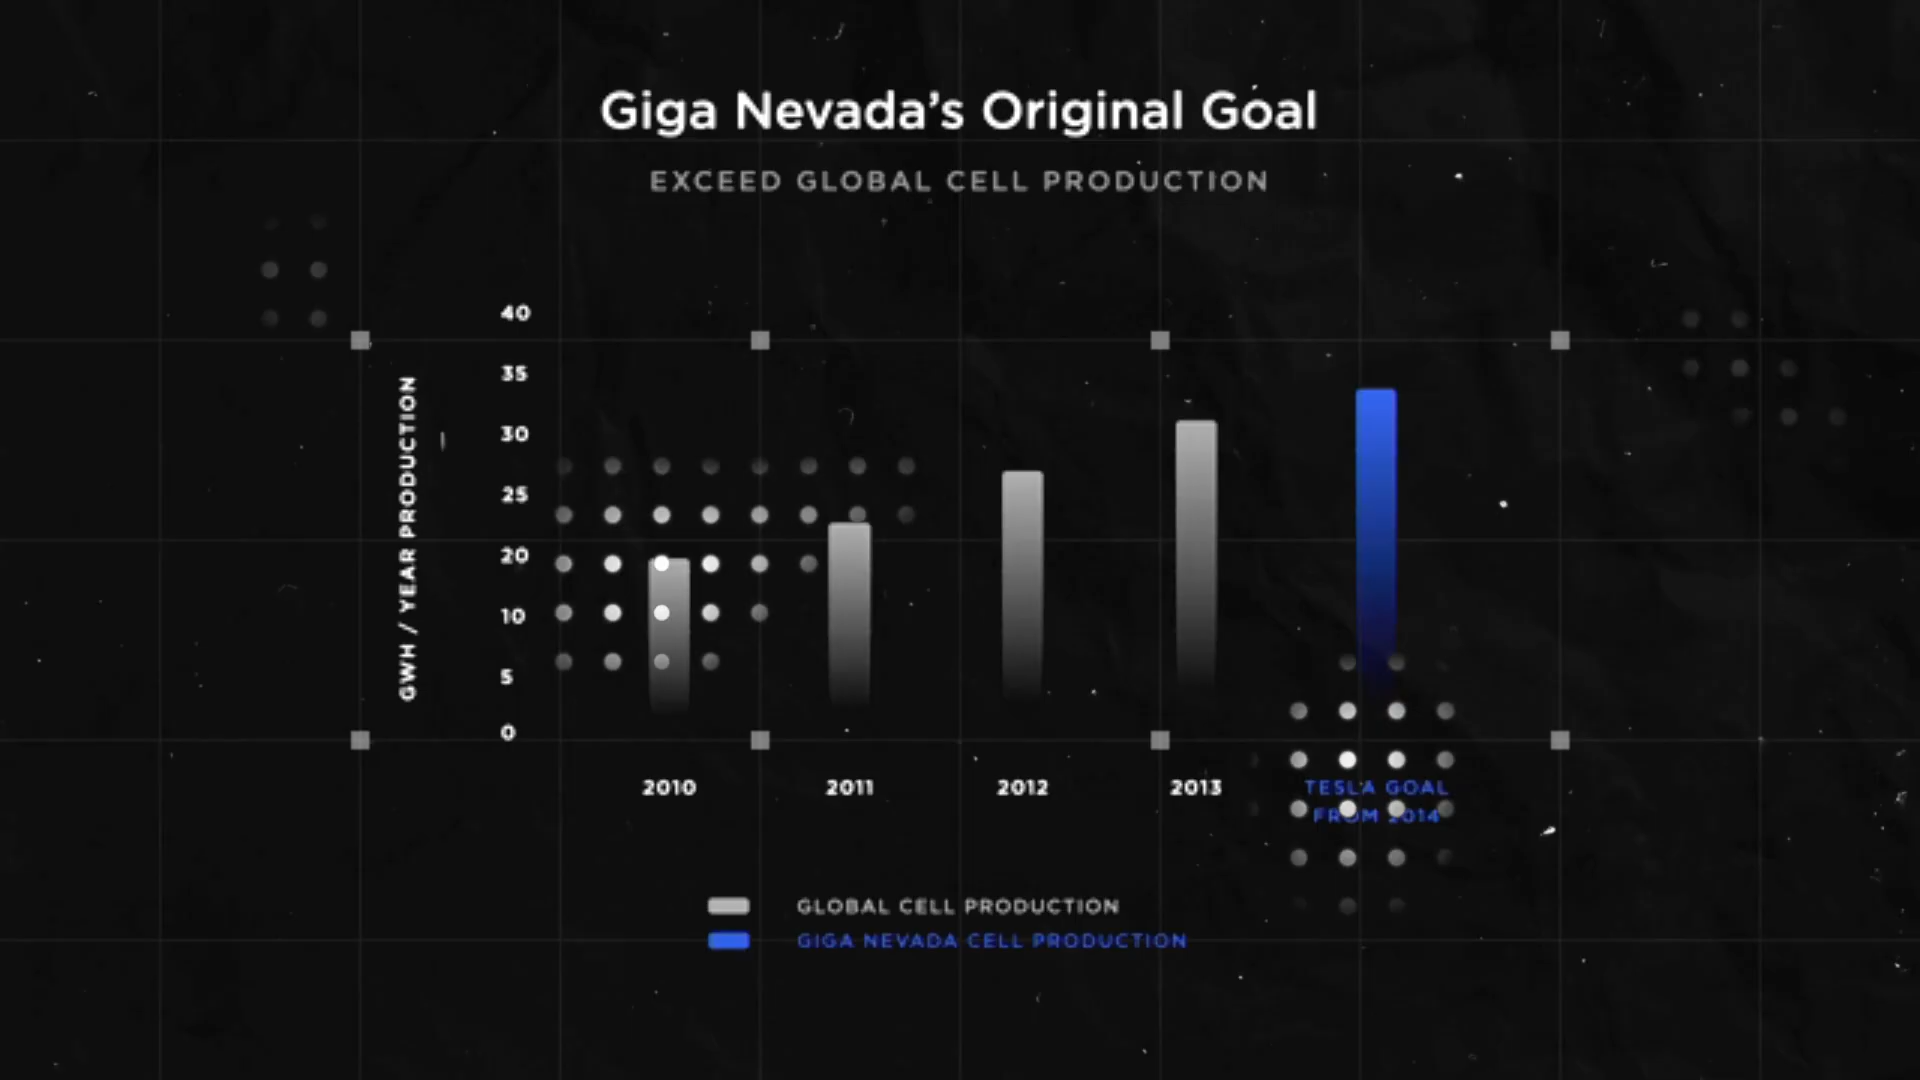 Giga Nevada's Original Goal
EXCEED GLOBAL CELL PRODUCTION
GWH / YEAR PRODUCTION
40
35
30
25
20
10
5
0
2010
2011
2012
2013
TESLA GOAL
FROM 2014
GLOBAL CELL PRODUCTION
GIGA NEVADA CELL PRODUCTION